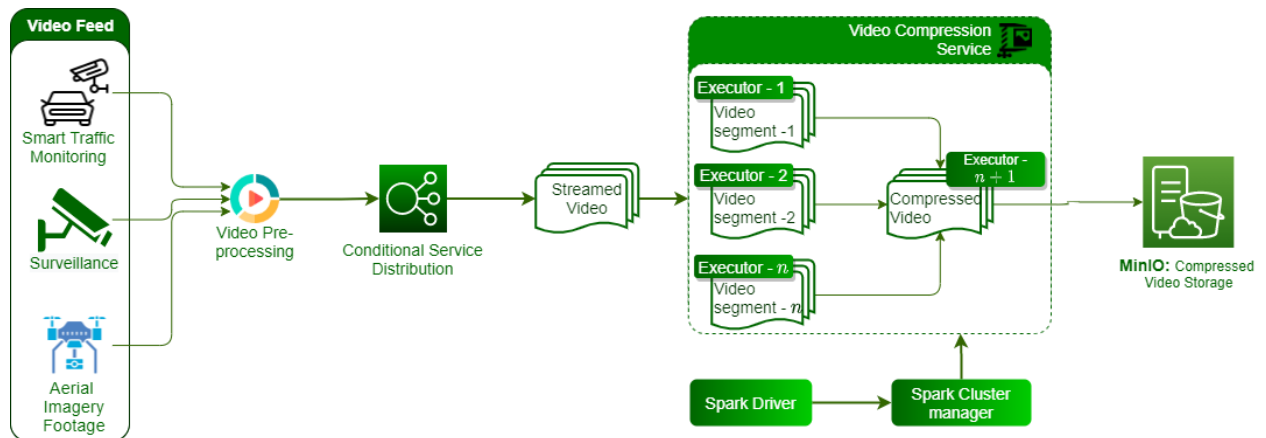 Video Feed
Smart Traffic
Monitoring
Surveillance
Aerial
Imagery
Footage
Video Pre-
processing
Conditional Service
Distribution
Streamed
Video
Video Compression
Service
Executor - 1
Video
segment -1
Executor - 2
Video
segment -2
Executor - n
Video
segment - n
Executor -
n + 1
Compressed
Video
Spark Driver
Spark Cluster
manager
MinIO: Compressed
Video Storage